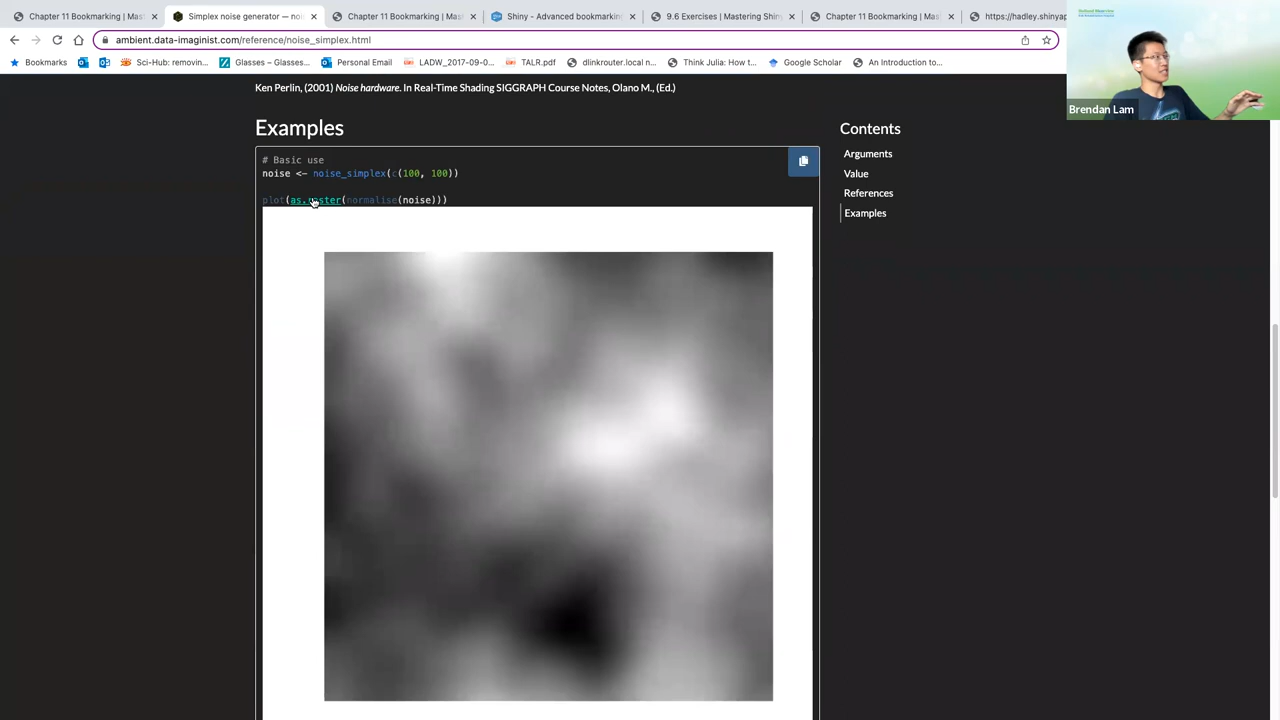 Chapter 11 Bookmarking | Mas
Simplex noise generator — noi
Chapter 11 Bookmarking | Mas
Shiny - Advanced bookmarkin
9.6 Exercises | Mastering Shin
Chapter 11 Bookmarking | Mas
https://hadley.shinyap
ambient.data-imaginist.com/reference/noise_simplex.html
Bookmarks
Sci-Hub: removin...
Glasses – Glasses...
Personal Email
LADW_2017-09-0...
TALR.pdf
dlinkrouter.local n...
Think Julia: How t...
Google Scholar
An Introduction to...
Brendan Lam
Ken Perlin, (2001) Noise hardware. In Real-Time Shading SIGGRAPH Course Notes, Olano M., (Ed.)
Examples
# Basic use
noise <- noise_simplex(c(100, 100))
plot(as.raster(normalise(noise)))
Contents
Arguments
Value
References
Examples